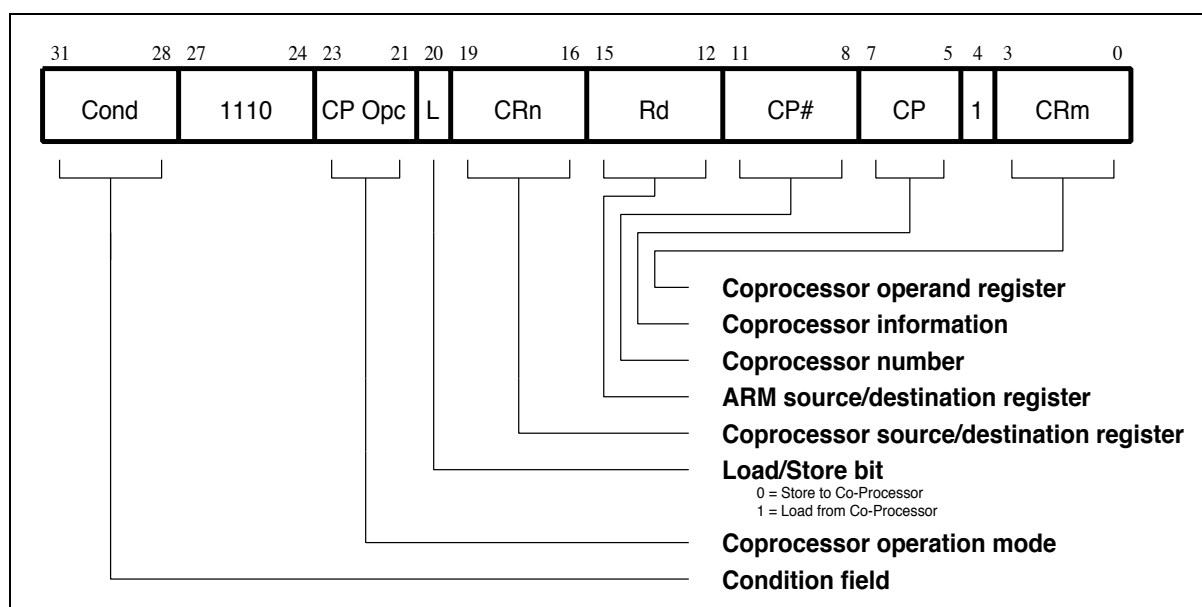 31 28 27 24 23 21 20 19 16 15 12 11 8 7 5 4 3 0
Cond 1110 CP Opc L CRn Rd CP# CP 1 CRm
Coprocessor operand register
Coprocessor information
Coprocessor number
ARM source/destination register
Coprocessor source/destination register
Load/Store bit
0 = Store to Co-Processor
1 = Load from Co-Processor
Coprocessor operation mode
Condition field